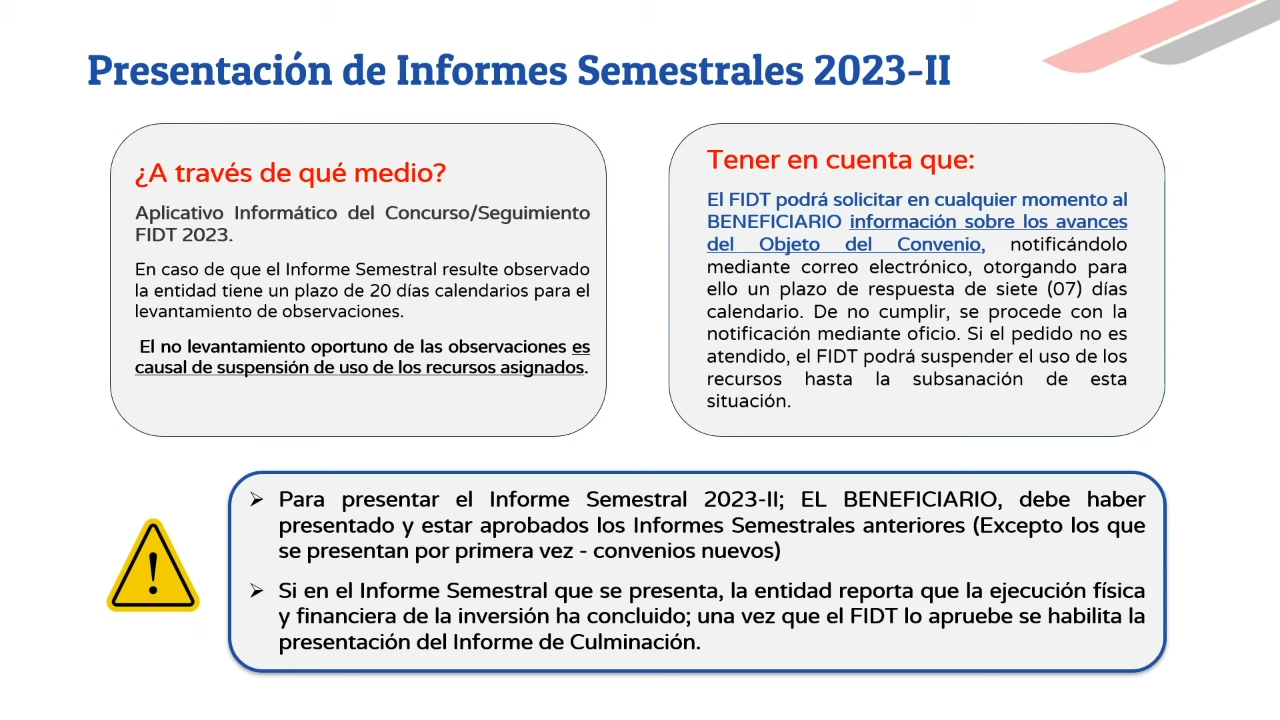 Presentación de Informes Semestrales 2023-II
¿A través de qué medio?
Aplicativo Informático del Concurso/Seguimiento
FIDT 2023.
En caso de que el Informe Semestral resulte observado
la entidad tiene un plazo de 20 días calendarios para el
levantamiento de observaciones.
El no levantamiento oportuno de las observaciones es
causal de suspensión de uso de los recursos asignados.
Tener en cuenta que:
El FIDT podrá solicitar en cualquier momento al
BENEFICIARIO información sobre los avances
del Objeto del Convenio, notificándolo
mediante correo electrónico, otorgando para
ello un plazo de respuesta de siete (07) días
calendario. De no cumplir, se procede con la
notificación mediante oficio. Si el pedido no es
atendido, el FIDT podrá suspender el uso de los
recursos hasta la subsanación de esta
situación.
➢ Para presentar el Informe Semestral 2023-II; EL BENEFICIARIO, debe haber
presentado y estar aprobados los Informes Semestrales anteriores (Excepto los que
se presentan por primera vez - convenios nuevos)
➢ Si en el Informe Semestral que se presenta, la entidad reporta que la ejecución física
y financiera de la inversión ha concluido; una vez que el FIDT lo apruebe se habilita la
presentación del Informe de Culminación.